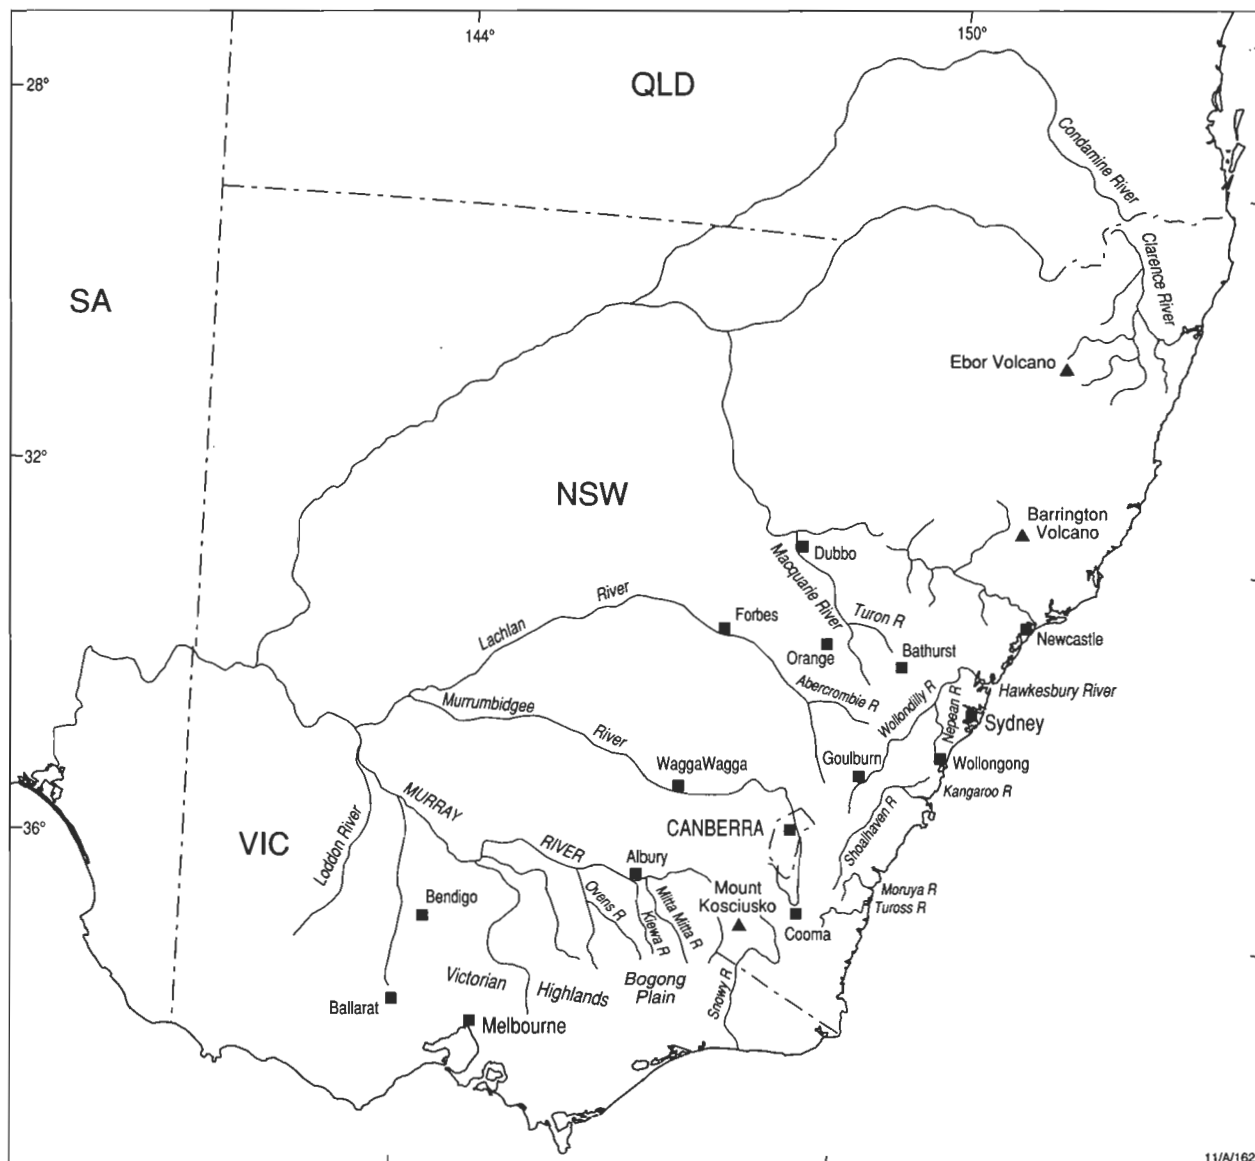 144°
150°
28°
QLD
Condamine River
Clarence River
SA
Ebor Volcano
32°
NSW
Barrington
Volcano
Dubbo
Macquarie River
Lachlan
River
Forbes
Turon R
Newcastle
Orange
Bathurst
Abercrombie R
Wollondilly R
Nepean R
Hawkesbury River
Sydney
Murrumbidgee
River
WaggaWagga
Goulburn
Wollongong
Kangaroo R
MURRAY
36°
VIC
Loddon River
RIVER
CANBERRA
Shoalhaven R
Albury
Bendigo
Ovens R
Kiewa R
Mitta Mitta R
Mount
Kosciusko
Moruya R
Tuross R
Cooma
Victorian
Highlands
Bogong
Plain
Snowy R
Ballarat
Melbourne
11/A/162